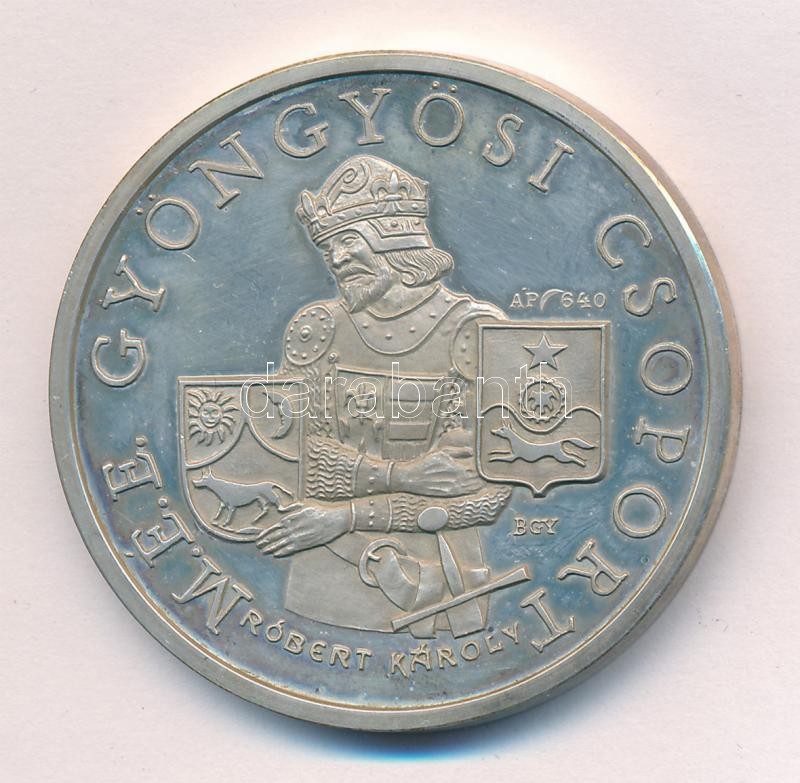 M.É.E. GYÖNGYÖSI CSOPORT
AP 640
BGY
RÓBERT KÁROLY
darabanth